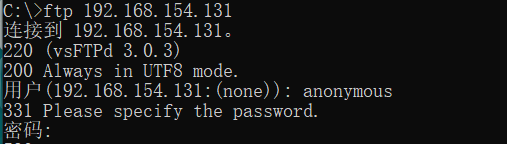 C:\>ftp 192.168.154.131
连接到 192.168.154.131。
220 (vsFTPd 3.0.3)
200 Always in UTF8 mode.
用户(192.168.154.131:(none)): anonymous
331 Please specify the password.
密码: